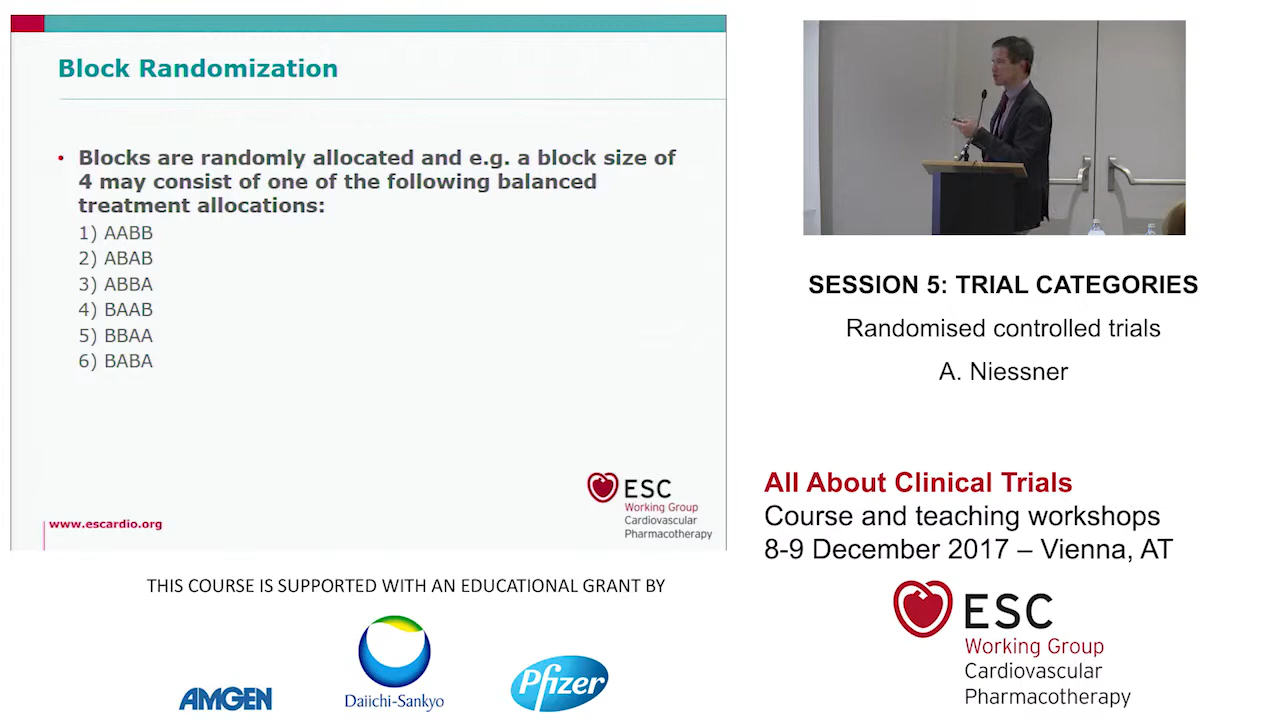 Block Randomization
• Blocks are randomly allocated and e.g. a block size of
4 may consist of one of the following balanced
treatment allocations:
1) AABB
2) ABAB
3) ABBA
4) BAAB
5) BBAA
6) BABA
ESC
Working Group
Cardiovascular
Pharmacotherapy
www.escardio.org
SESSION 5: TRIAL CATEGORIES
Randomised controlled trials
A. Niessner
All About Clinical Trials
Course and teaching workshops
8-9 December 2017 – Vienna, AT
ESC
Working Group
Cardiovascular
Pharmacotherapy
THIS COURSE IS SUPPORTED WITH AN EDUCATIONAL GRANT BY
AMGEN
Daiichi-Sankyo
Pfizer